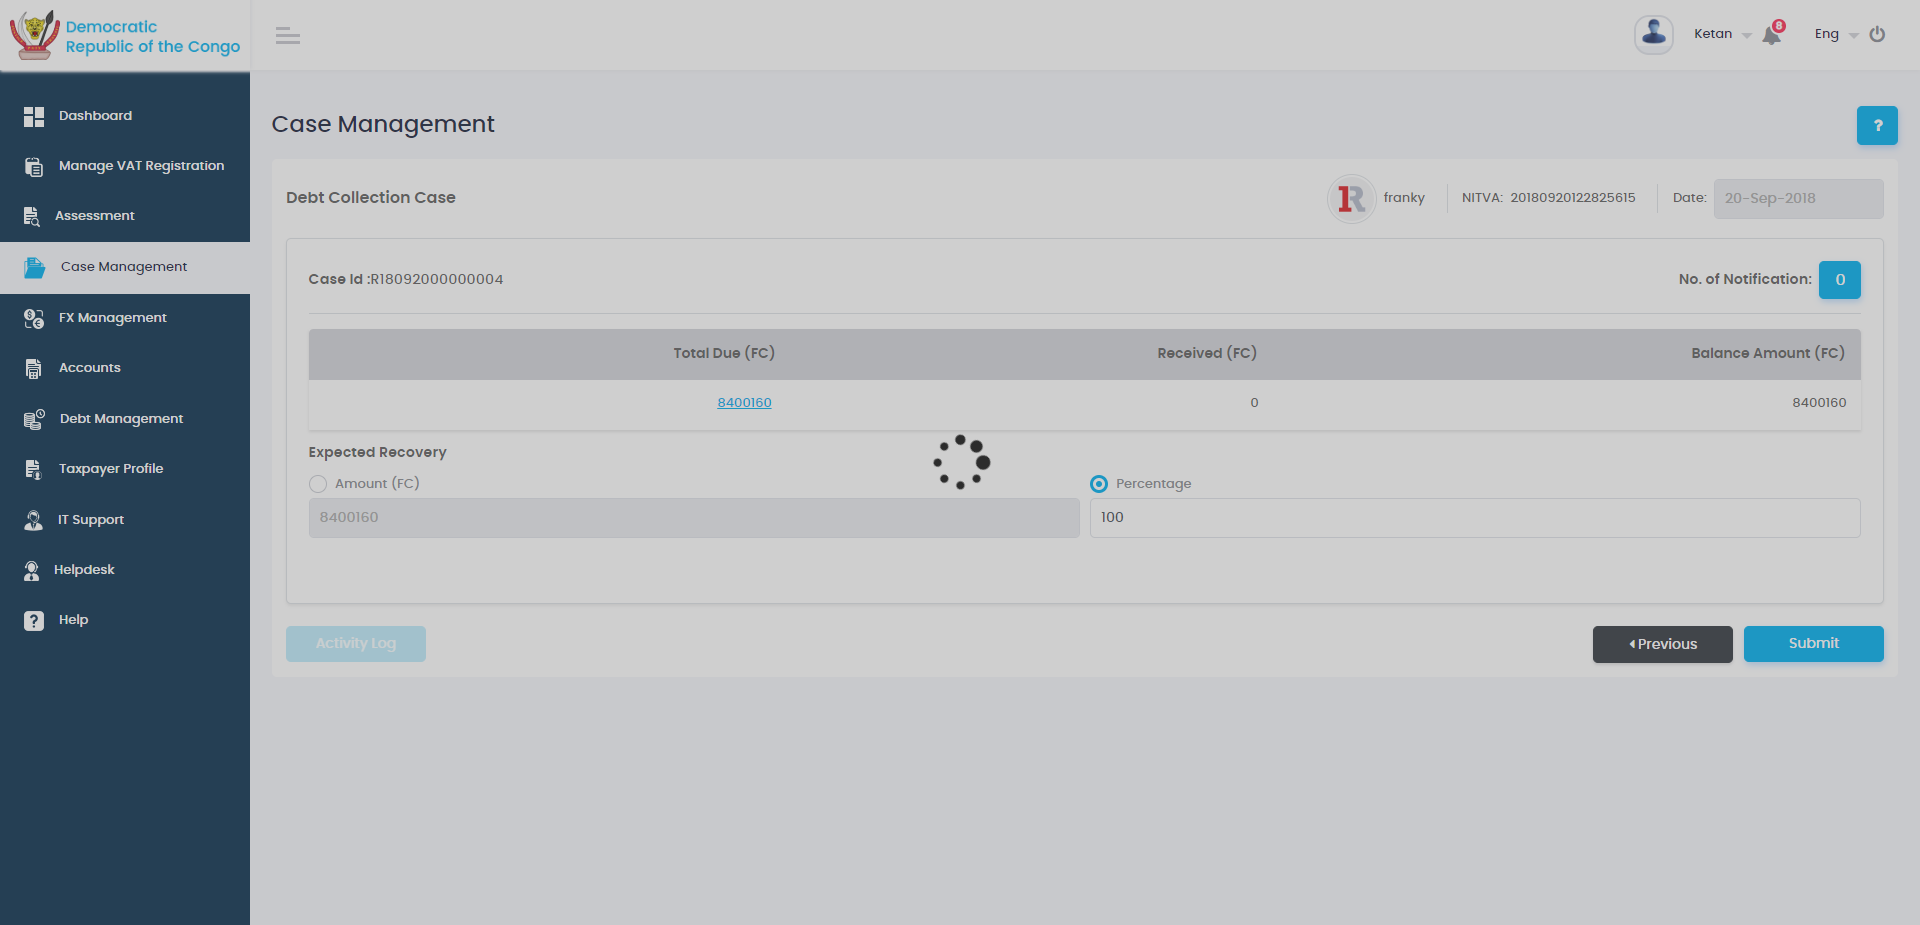 Democratic
Republic of the Congo
Ketan
8
Eng
Dashboard
Manage VAT Registration
Assessment
Case Management
FX Management
Accounts
Debt Management
Taxpayer Profile
IT Support
Helpdesk
? Help
Case Management
?
Debt Collection Case
1R franky NITVA: 20180920122825615 Date: 20-Sep-2018
Case Id :R18092000000004 No. of Notification: 0
Total Due (FC) Received (FC) Balance Amount (FC)
8400160 0 8400160
Expected Recovery
Amount (FC) Percentage
8400160 100
Activity Log Previous Submit